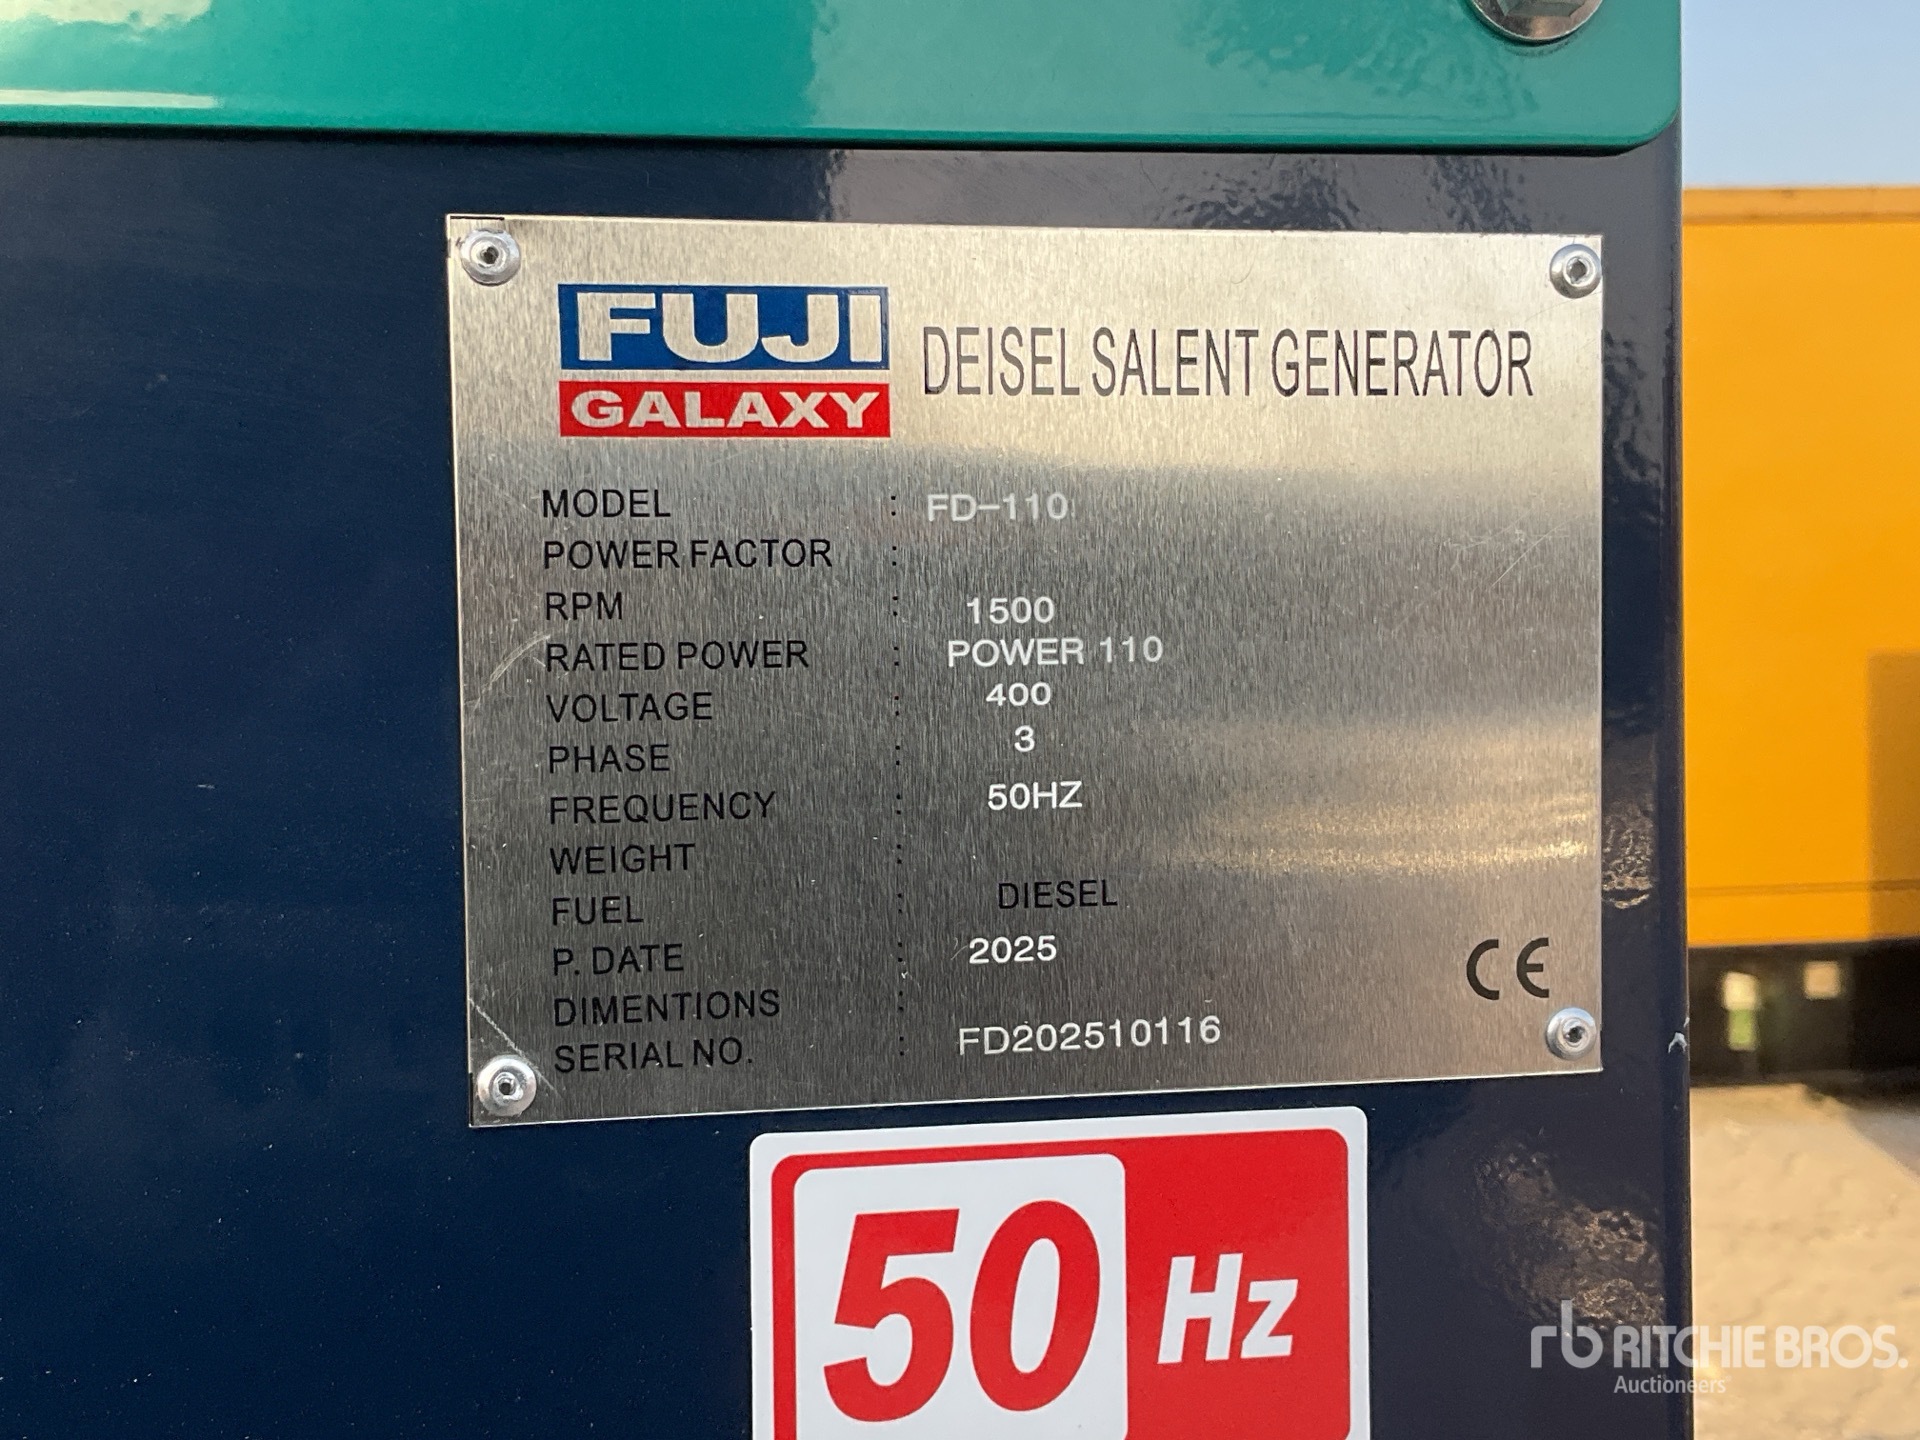 FUJI
GALAXY
DEISEL SALENT GENERATOR
MODEL : FD-110
POWER FACTOR :
RPM : 1500
RATED POWER : POWER 110
VOLTAGE : 400
PHASE : 3
FREQUENCY : 50HZ
WEIGHT :
FUEL : DIESEL
P. DATE : 2025
DIMENTIONS :
SERIAL NO. : FD202510116
CE
50 Hz
rb RITCHIE BROS.
Auctioneers